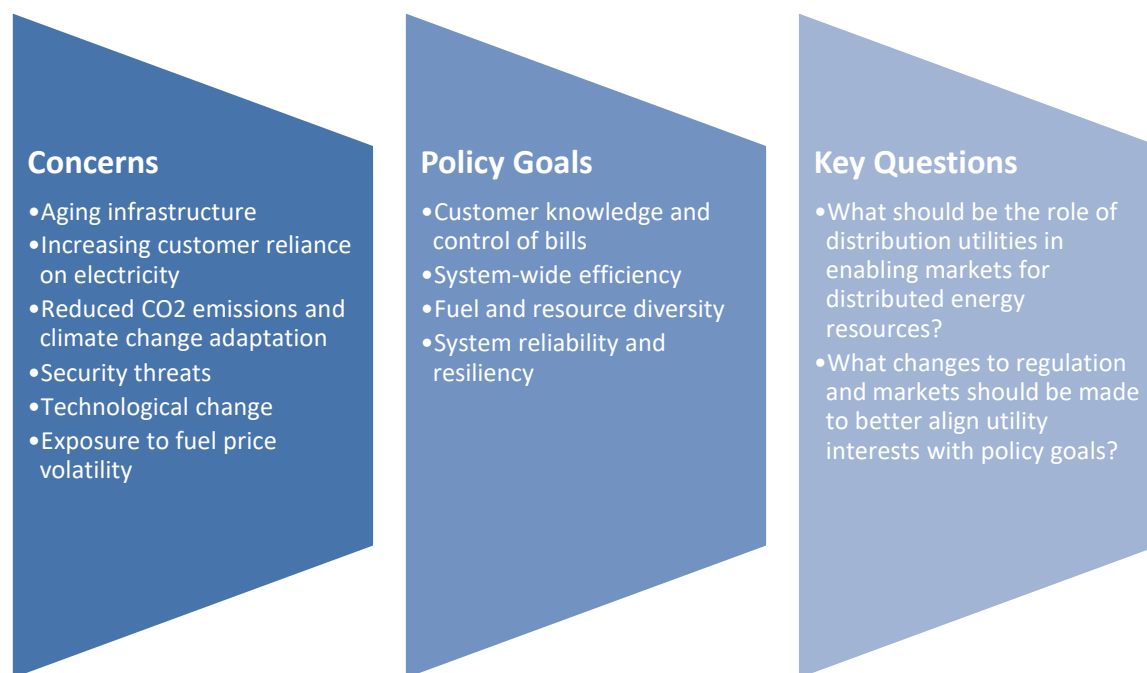 Concerns
•Aging infrastructure
•Increasing customer reliance
on electricity
•Reduced CO2 emissions and
climate change adaptation
•Security threats
•Technological change
•Exposure to fuel price
volatility
Policy Goals
•Customer knowledge and
control of bills
•System-wide efficiency
•Fuel and resource diversity
•System reliability and
resiliency
Key Questions
•What should be the role of
distribution utilities in
enabling markets for
distributed energy
resources?
•What changes to regulation
and markets should be made
to better align utility
interests with policy goals?